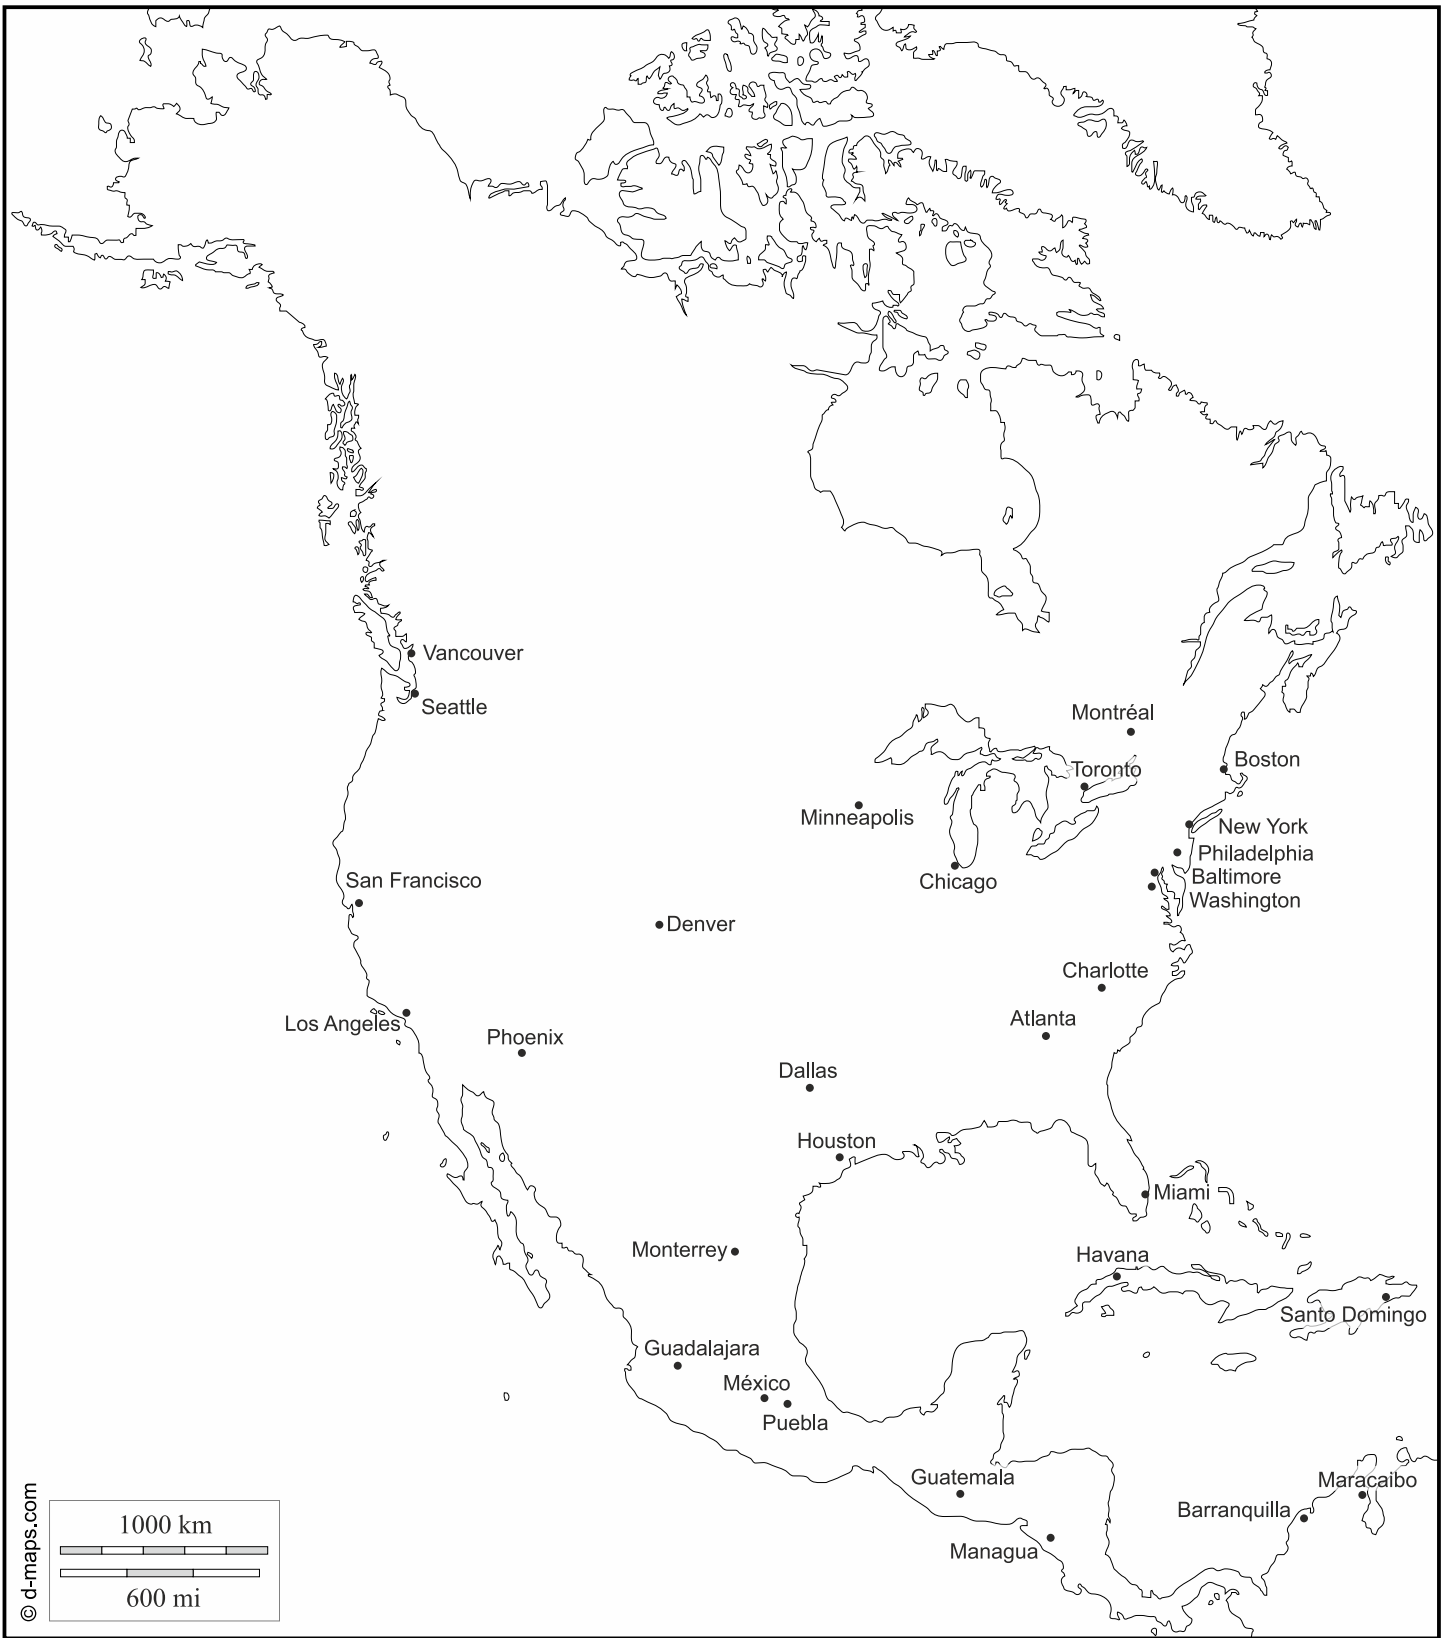 Vancouver
Seattle
Montréal
Boston
Toronto
Minneapolis
New York
Philadelphia
Baltimore
Chicago
San Francisco
Washington
Denver
Charlotte
Atlanta
Los Angeles
Phoenix
Dallas
Houston
Miami
Monterrey
Havana
Santo Domingo
Guadalajara
México
Puebla
Guatemala
Maracaibo
Barranquilla
Managua
1000 km
600 mi
© d-maps.com